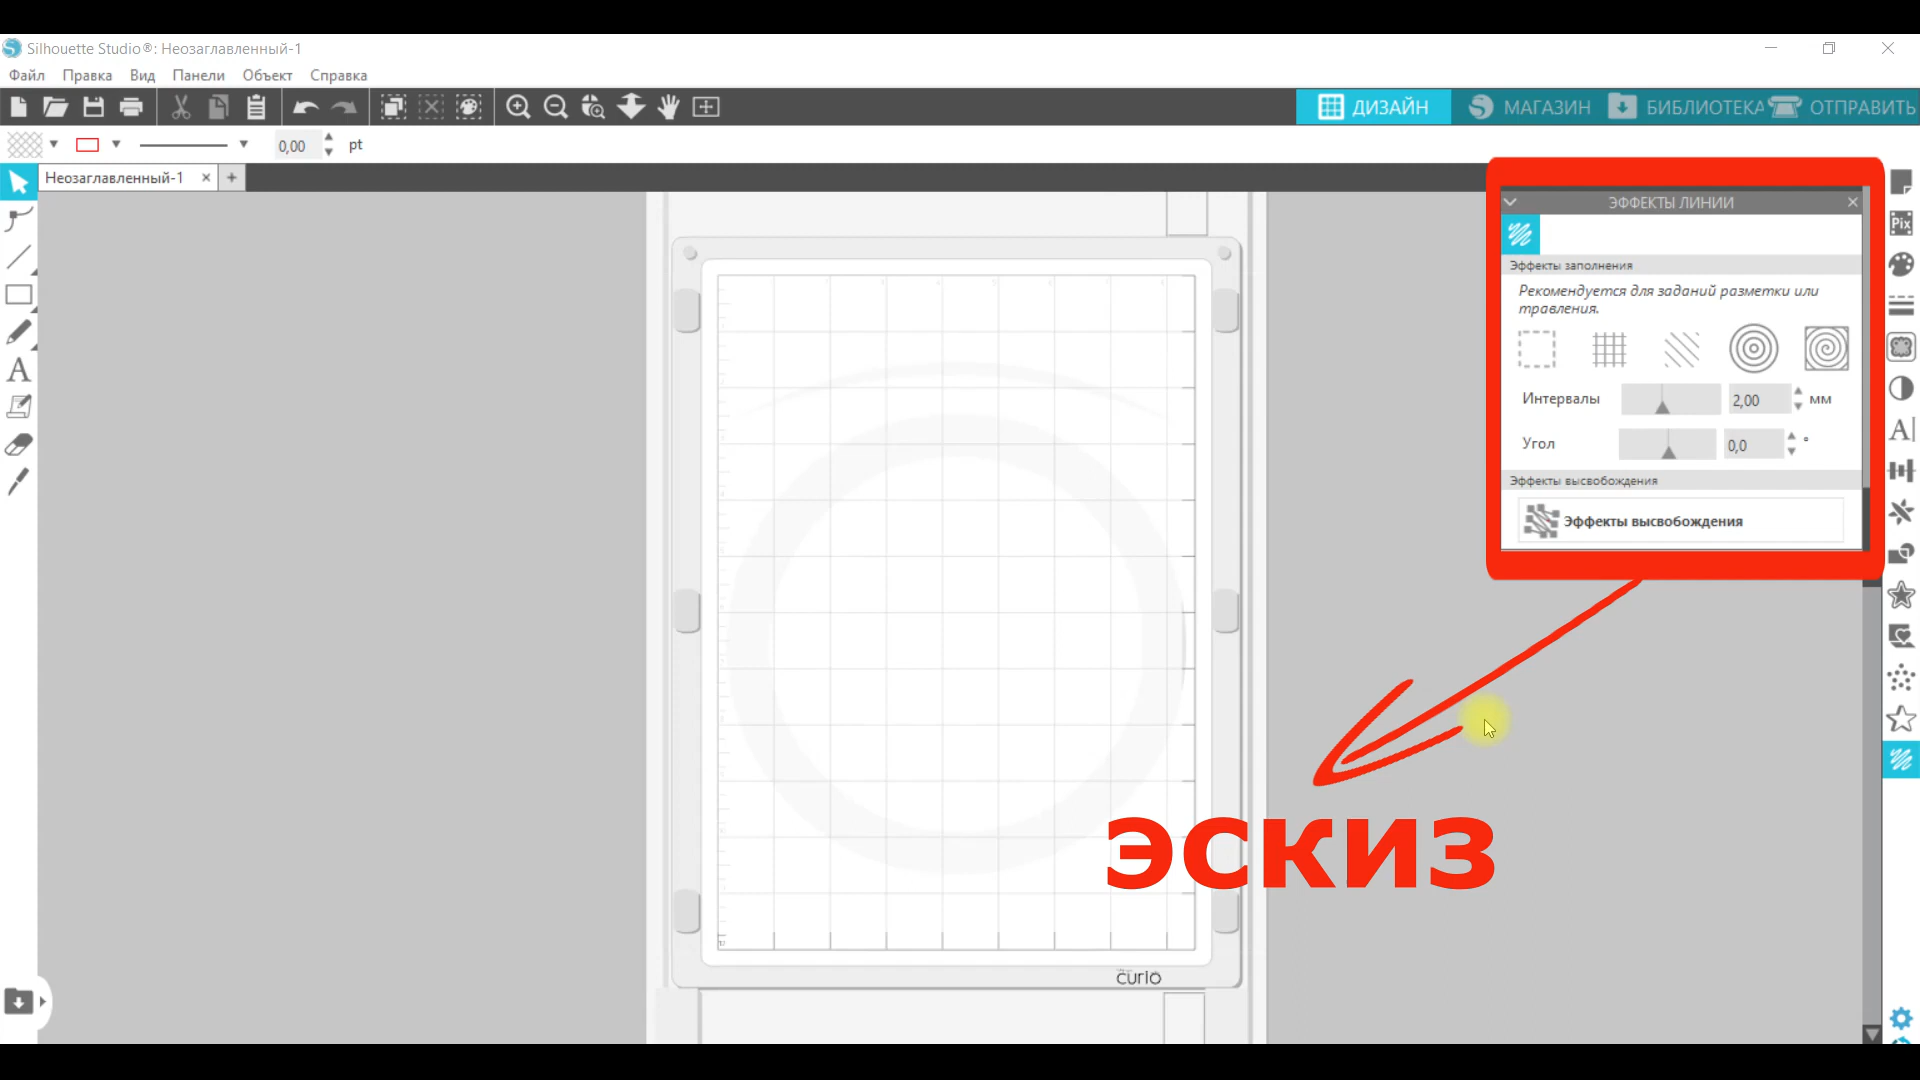 Silhouette Studio®: Неозаглавленный-1
Файл Правка Вид Панели Объект Справка
ДИЗАЙН МАГАЗИН БИБЛИОТЕКА ОТПРАВИТЬ
0,00 pt
Неозаглавленный-1
ЭФФЕКТЫ ЛИНИИ
Pix
Эффекты заполнения
Рекомендуется для заданий разметки или
травления.
Интервалы 2,00 мм
Угол 0,0 °
Эффекты высвобождения
Эффекты высвобождения
эскиз
curio